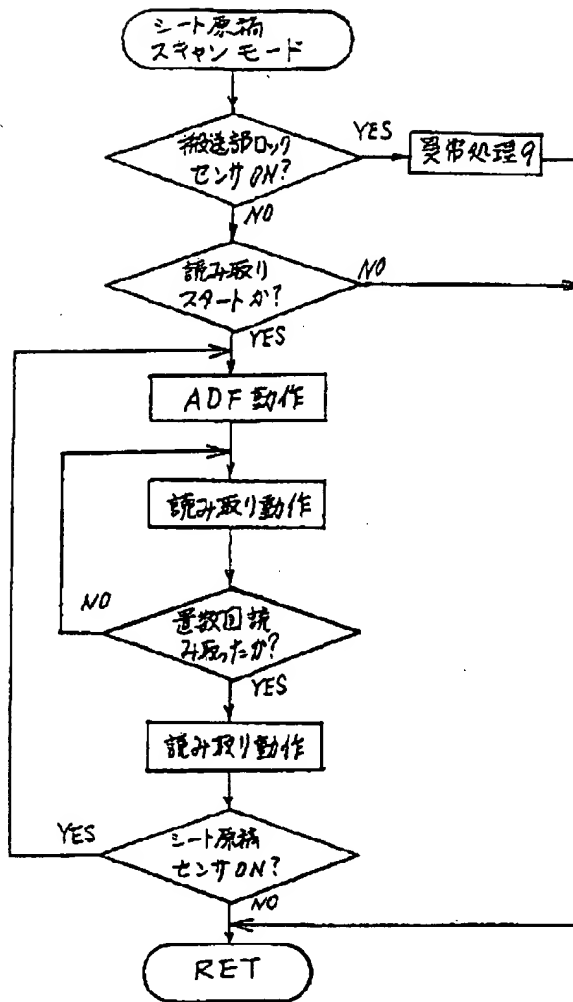 シート原稿
スキャンモード
搬送部ロック
センサON?
YES
異常処理9
NO
読み取り
スタートか?
NO
YES
ADF動作
読み取り動作
NO
置数回読
み取ったか?
YES
読み取り動作
YES
シート原稿
センサON?
NO
RET